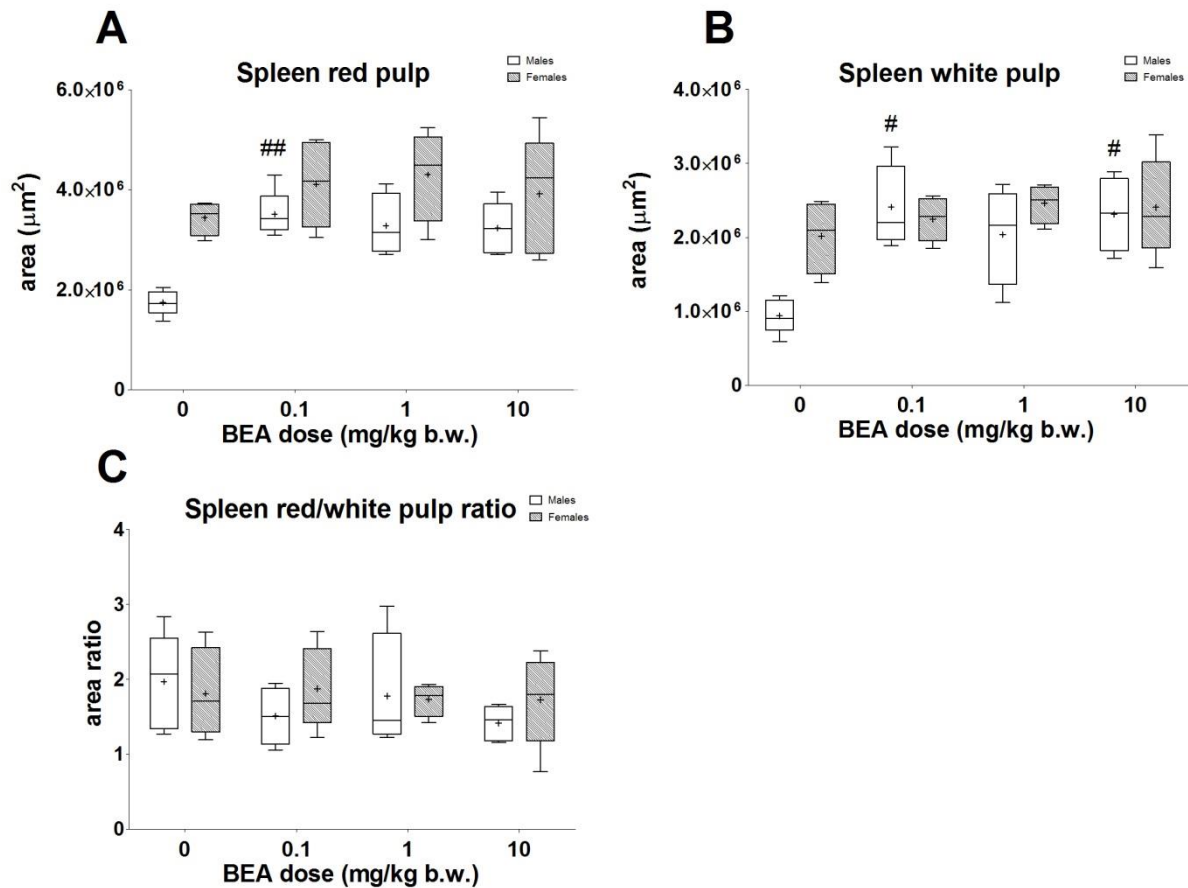 A
Spleen red pulp
Males
Females
6.0×10⁶
4.0×10⁶
2.0×10⁶
0
area (μm²)
##
0 0.1 1 10
BEA dose (mg/kg b.w.)
B
Spleen white pulp
Males
Females
4.0×10⁶
3.0×10⁶
2.0×10⁶
1.0×10⁶
0
area (μm²)
# #
0 0.1 1 10
BEA dose (mg/kg b.w.)
C
Spleen red/white pulp ratio
Males
Females
4
3
2
1
0
area ratio
0 0.1 1 10
BEA dose (mg/kg b.w.)